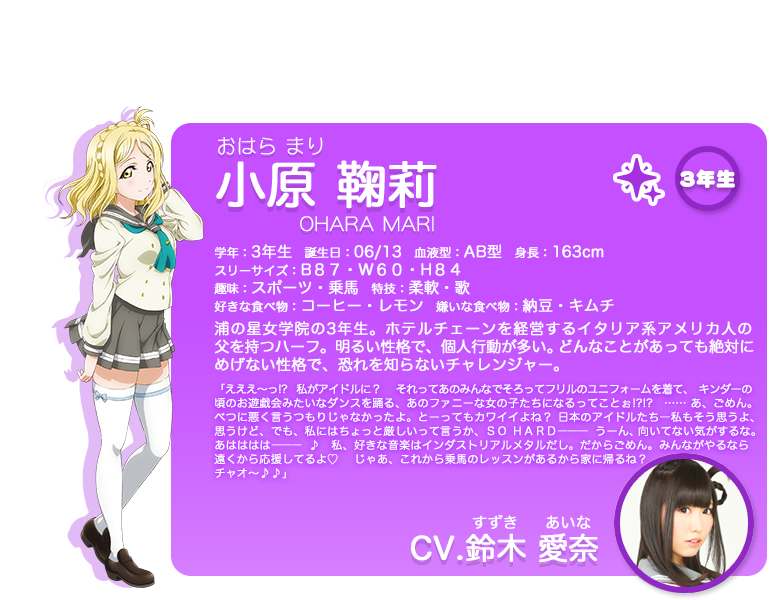 おはら まり
小原 鞠莉
OHARA MARI
3年生
学年：3年生 誕生日：06/13 血液型：AB型 身長：163cm
スリーサイズ：B８７・W６０・H８４
趣味：スポーツ・乗馬 特技：柔軟・歌
好きな食べ物：コーヒー・レモン 嫌いな食べ物：納豆・キムチ
浦の星女学院の3年生。ホテルチェーンを経営するイタリア系アメリカ人の
父を持つハーフ。明るい性格で、個人行動が多い。どんなことがあっても絶対に
めげない性格で、恐れを知らないチャレンジャー。
「えええ〜っ!? 私がアイドルに？ それってあのみんなでそろってフリルのユニフォームを着て、 キンダーの
頃のお遊戯会みたいなダンスを踊る、あのファニーな女の子たちになるってことぉ!?!? …… あ、ごめん。
べつに悪く言うつもりじゃなかったよ。とーってもカワイイよね？ 日本のアイドルたち―私もそう思うよ、
思うけど、でも、私にはちょっと厳しいって言うか、ＳＯ ＨＡＲＤ――― うーん、向いてない気がするな。
あはははは――― ♪ 私、好きな音楽はインダストリアルメタルだし。だからごめん。みんながやるなら
遠くから応援してるよ♡ じゃあ、これから乗馬のレッスンがあるから家に帰るね？
チャオ〜♪♪」
すずき あいな
CV.鈴木 愛奈